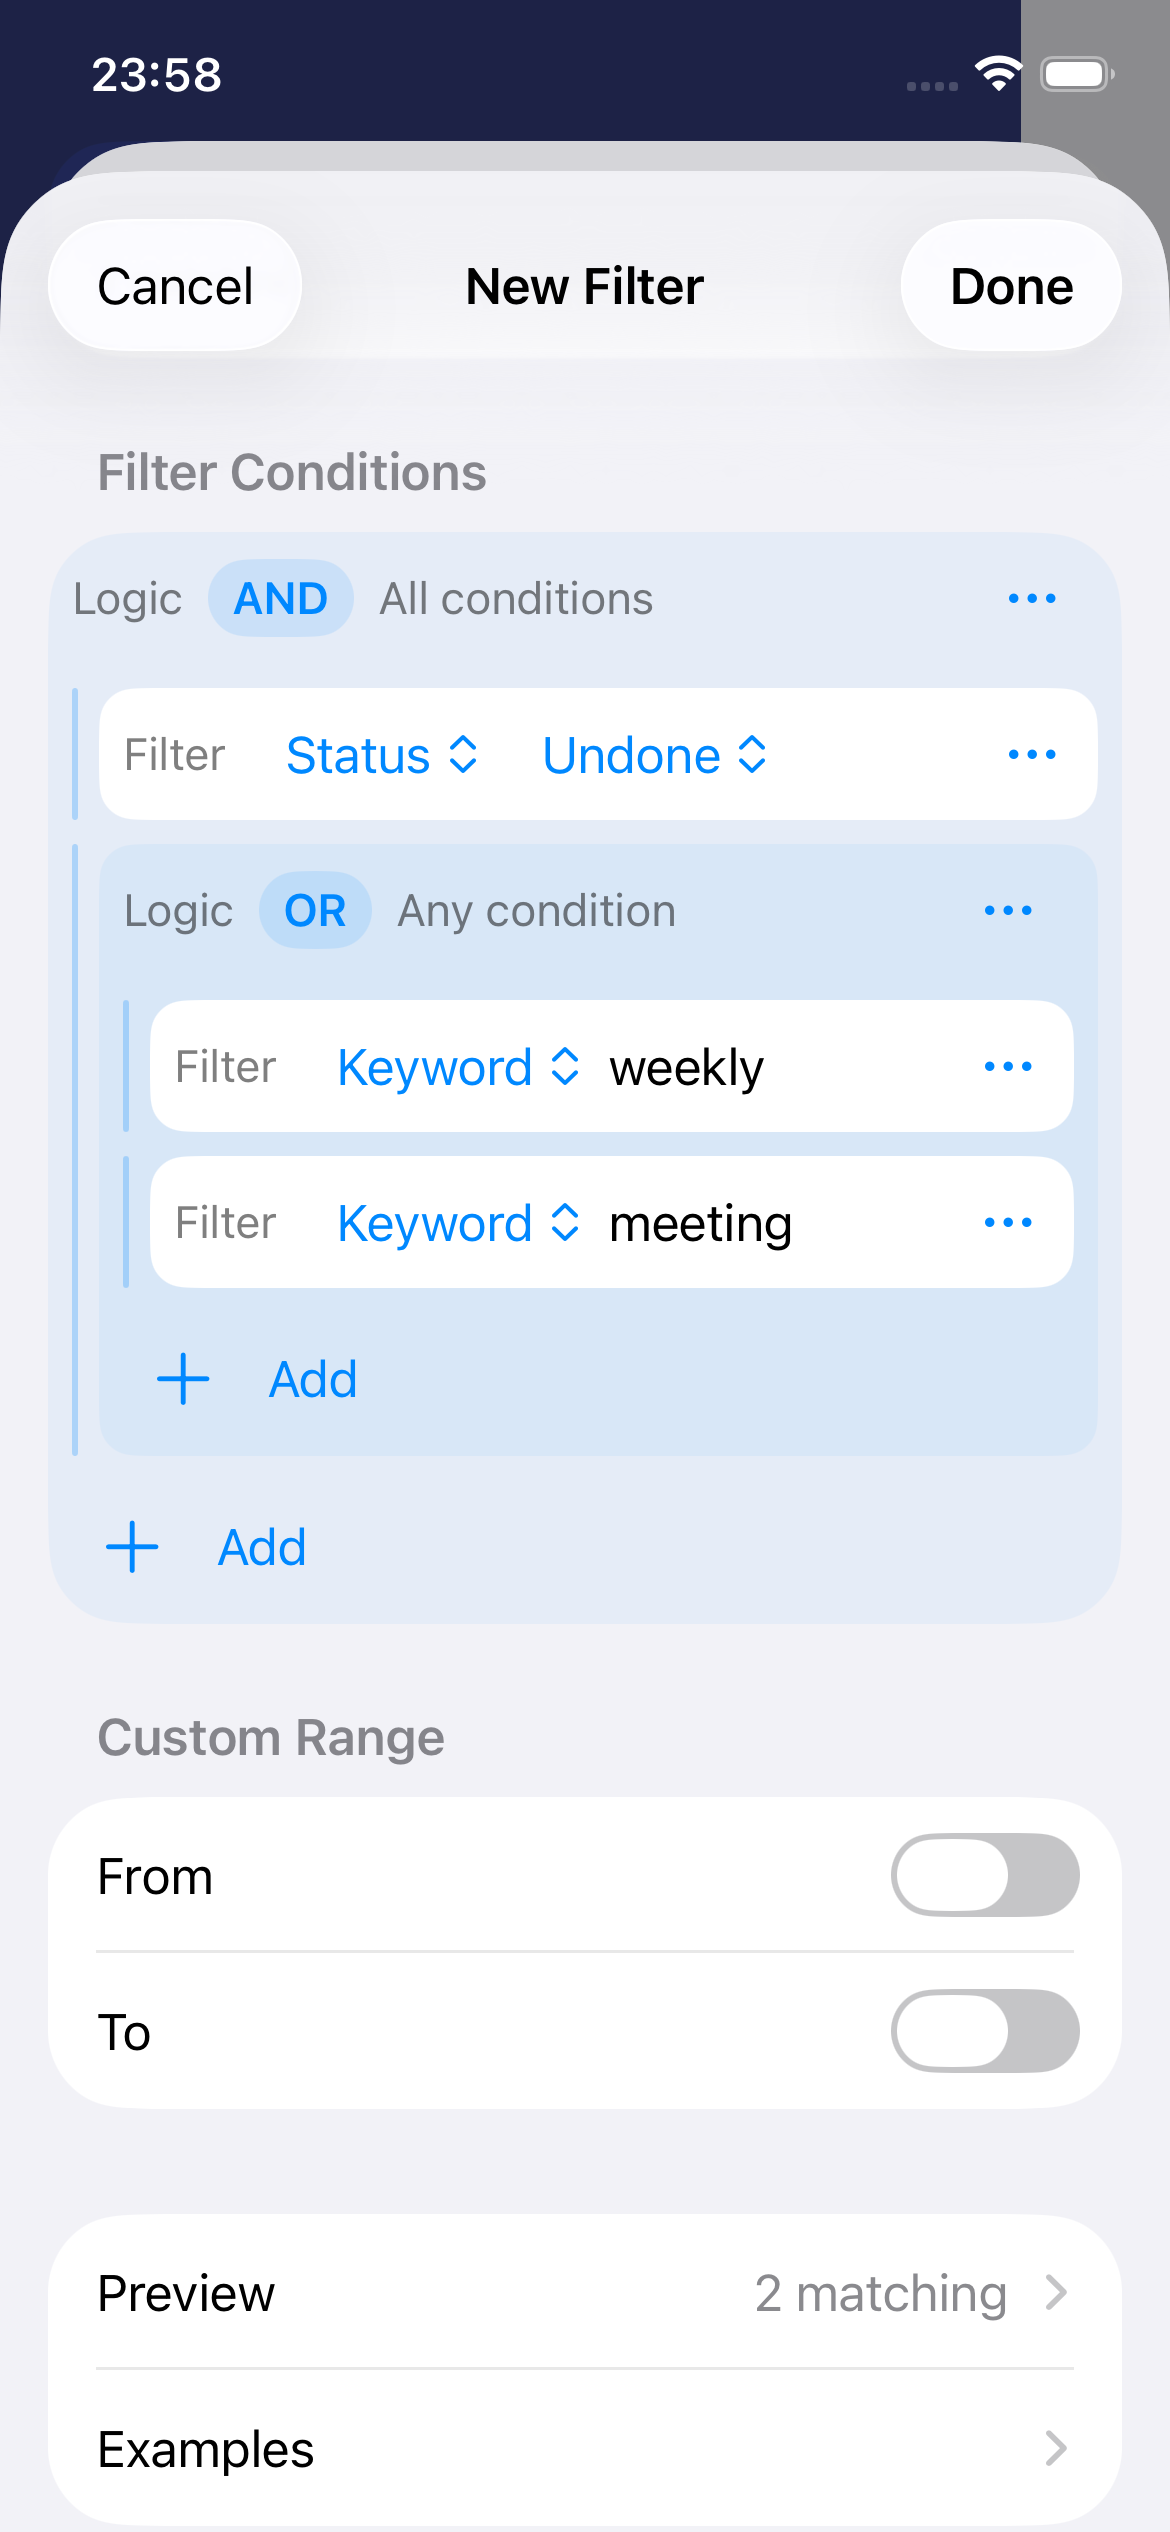 23:58
Cancel
New Filter
Done
Filter Conditions
Logic AND All conditions
Filter Status Undone
Logic OR Any condition
Filter Keyword weekly
Filter Keyword meeting
Add
Add
Custom Range
From
To
Preview 2 matching
Examples